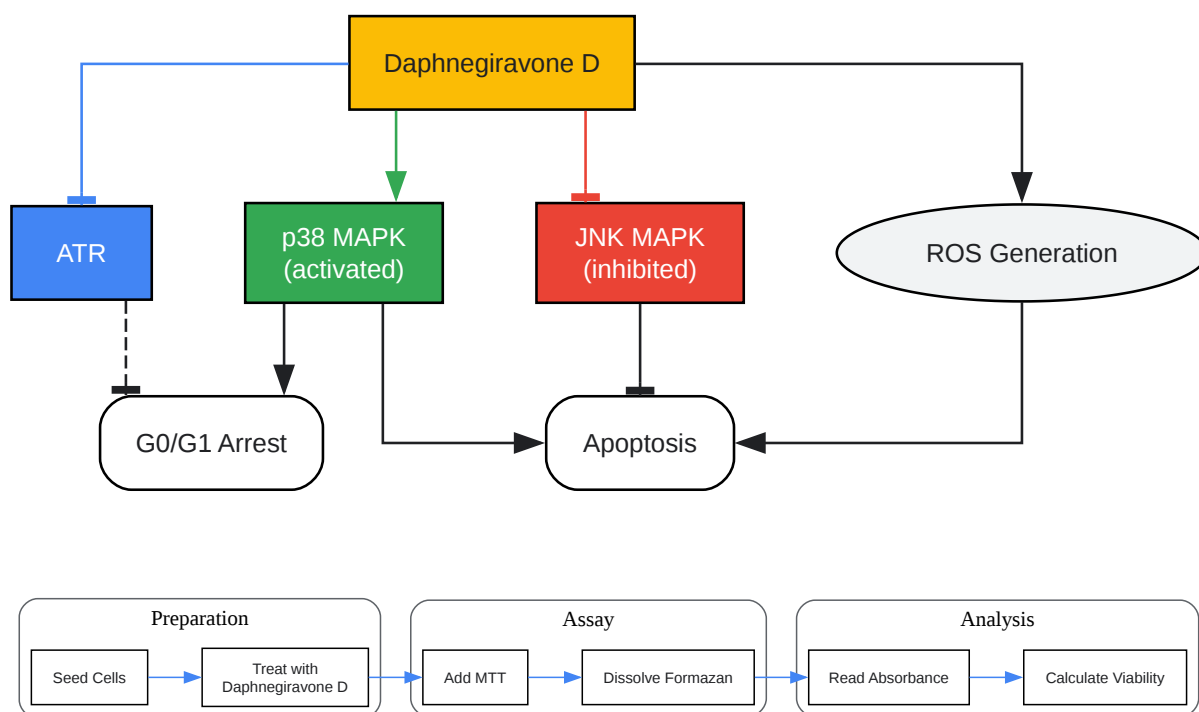 Daphnegiravone D
ATR
p38 MAPK
(activated)
JNK MAPK
(inhibited)
ROS Generation
G0/G1 Arrest
Apoptosis
Preparation
Assay
Analysis
Seed Cells
Treat with
Daphnegiravone D
Add MTT
Dissolve Formazan
Read Absorbance
Calculate Viability